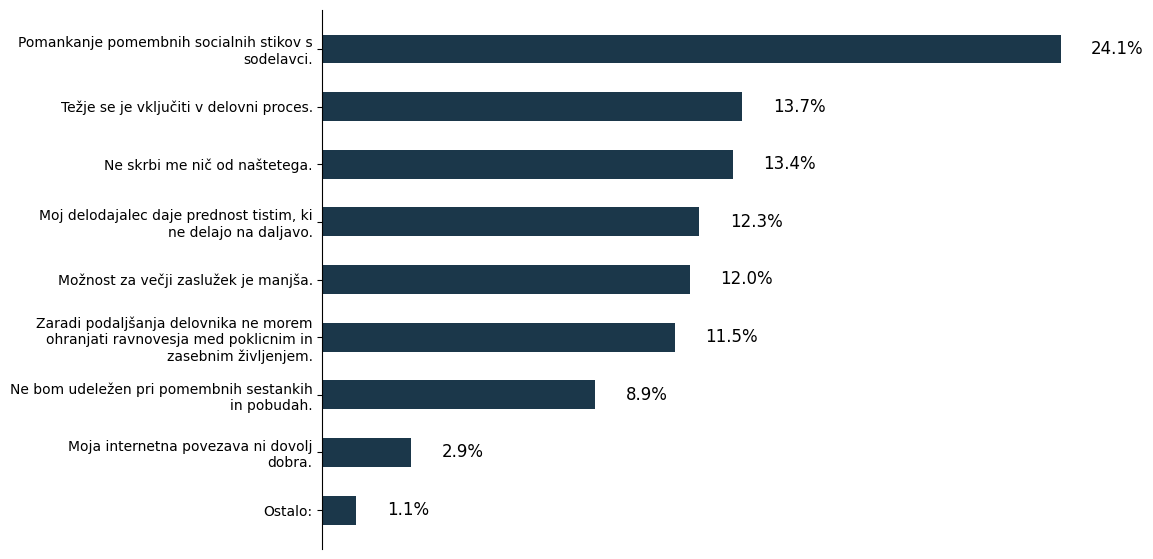 Pomankanje pomembnih socialnih stikov s
sodelavci.
24.1%
Težje se je vključiti v delovni proces.
13.7%
Ne skrbi me nič od naštetega.
13.4%
Moj delodajalec daje prednost tistim, ki
ne delajo na daljavo.
12.3%
Možnost za večji zaslužek je manjša.
12.0%
Zaradi podaljšanja delovnika ne morem
ohranjati ravnovesja med poklicnim in
zasebnim življenjem.
11.5%
Ne bom udeležen pri pomembnih sestankih
in pobudah.
8.9%
Moja internetna povezava ni dovolj
dobra.
2.9%
Ostalo:
1.1%